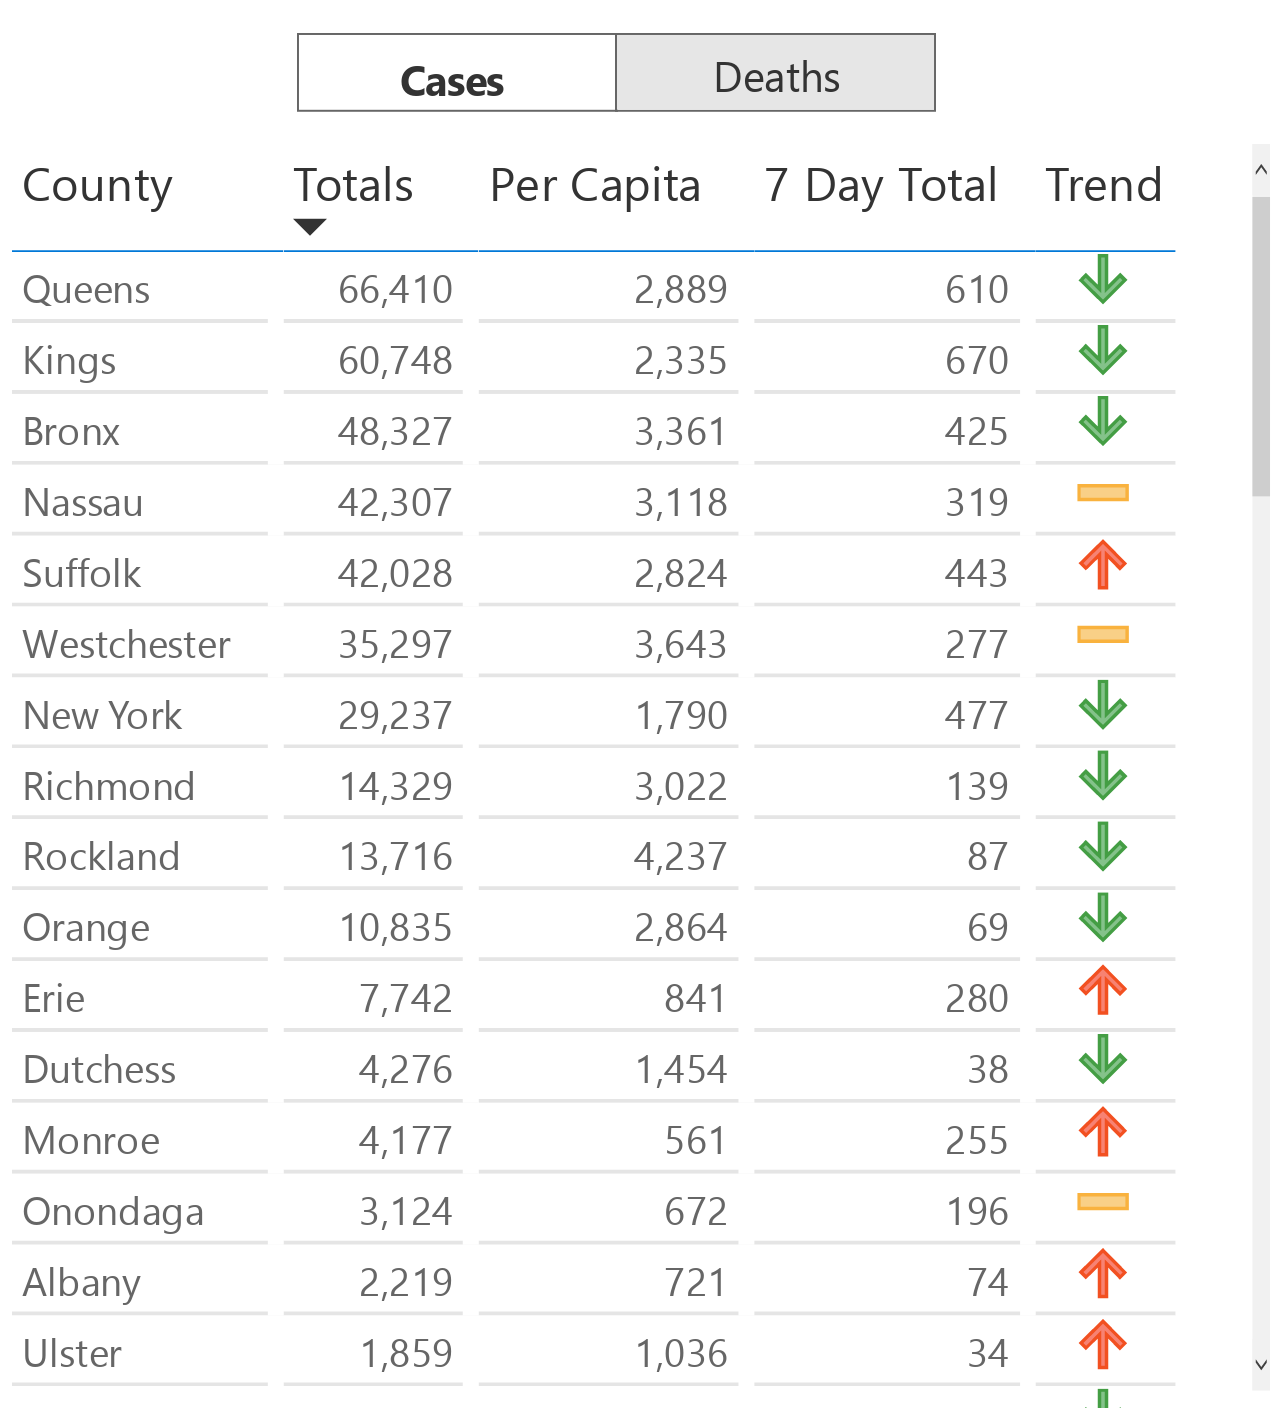 Cases Deaths
County Totals Per Capita 7 Day Total Trend
Queens 66,410 2,889 610
Kings 60,748 2,335 670
Bronx 48,327 3,361 425
Nassau 42,307 3,118 319
Suffolk 42,028 2,824 443
Westchester 35,297 3,643 277
New York 29,237 1,790 477
Richmond 14,329 3,022 139
Rockland 13,716 4,237 87
Orange 10,835 2,864 69
Erie 7,742 841 280
Dutchess 4,276 1,454 38
Monroe 4,177 561 255
Onondaga 3,124 672 196
Albany 2,219 721 74
Ulster 1,859 1,036 34